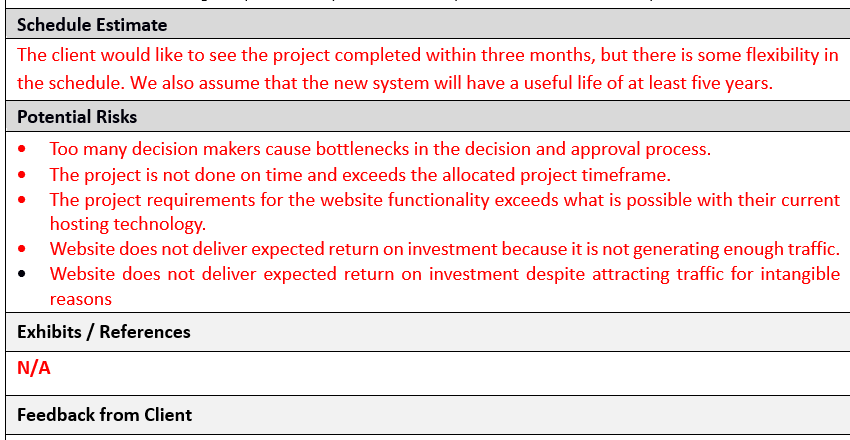 Schedule Estimate
The client would like to see the project completed within three months, but there is some flexibility in
the schedule. We also assume that the new system will have a useful life of at least five years.
Potential Risks
• Too many decision makers cause bottlenecks in the decision and approval process.
• The project is not done on time and exceeds the allocated project timeframe.
• The project requirements for the website functionality exceeds what is possible with their current
hosting technology.
• Website does not deliver expected return on investment because it is not generating enough traffic.
• Website does not deliver expected return on investment despite attracting traffic for intangible
reasons
Exhibits / References
N/A
Feedback from Client